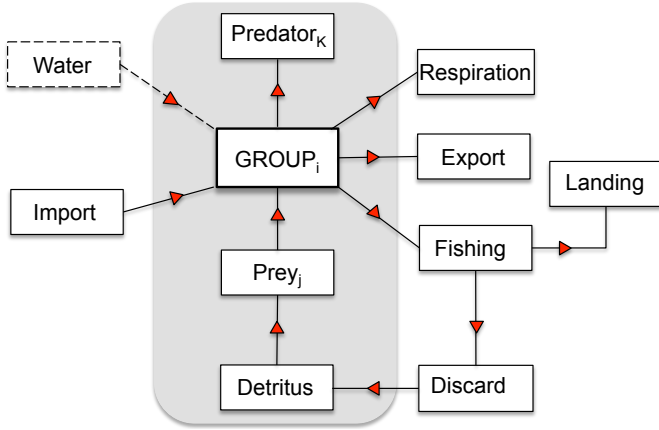 Predator_K
Water
Respiration
GROUP_i
Export
Landing
Import
Fishing
Prey_j
Detritus
Discard